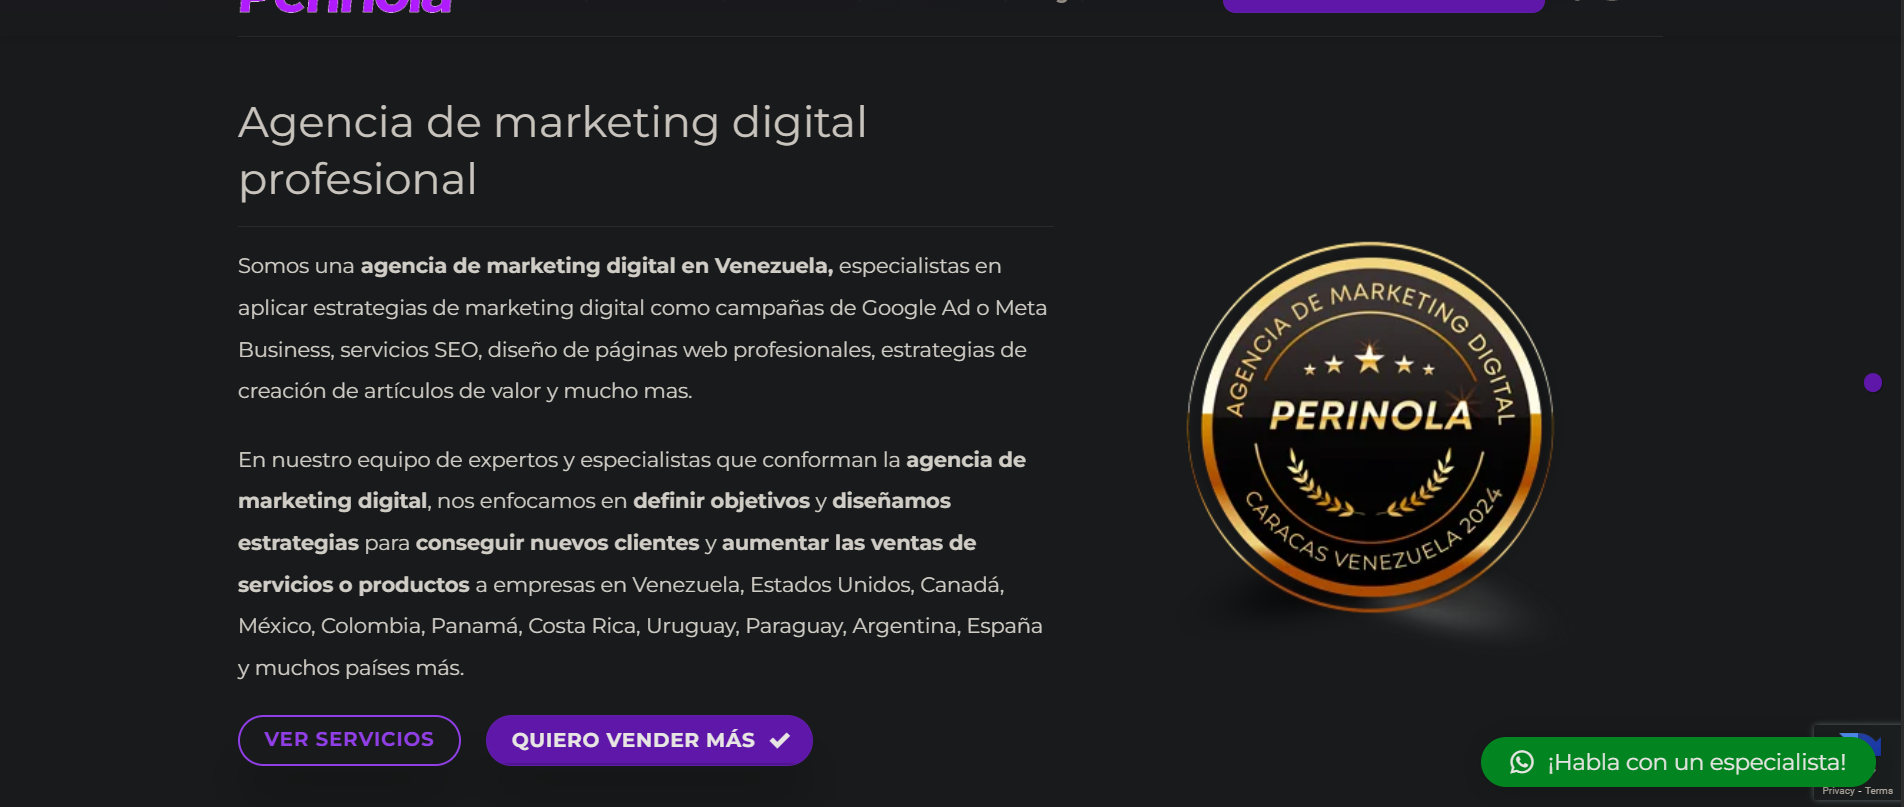 Perinola
Agencia de marketing digital
profesional
Somos una agencia de marketing digital en Venezuela, especialistas en
aplicar estrategias de marketing digital como campañas de Google Ad o Meta
Business, servicios SEO, diseño de páginas web profesionales, estrategias de
creación de artículos de valor y mucho mas.
En nuestro equipo de expertos y especialistas que conforman la agencia de
marketing digital, nos enfocamos en definir objetivos y diseñamos
estrategias para conseguir nuevos clientes y aumentar las ventas de
servicios o productos a empresas en Venezuela, Estados Unidos, Canadá,
México, Colombia, Panamá, Costa Rica, Uruguay, Paraguay, Argentina, España
y muchos países más.
VER SERVICIOS
QUIERO VENDER MÁS
AGENCIA DE MARKETING DIGITAL
PERINOLA
CARACAS VENEZUELA 2024
¡Habla con un especialista!
Privacy - Terms